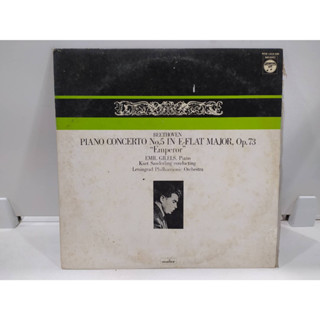 BEETHOVEN
PIANO CONCERTO No.5 IN E-FLAT MAJOR, Op.73
"Emperor"
EMIL GILELS, Piano
Kurt Sanderling conducting
Leningrad Philharmonic Orchestra